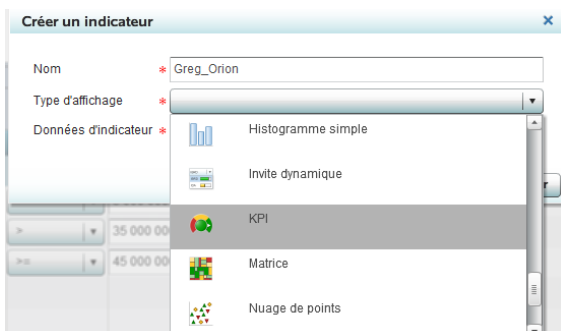 Créer un indicateur
Nom * Greg_Orion
Type d'affichage *
Données d'indicateur *
Histogramme simple
Invite dynamique
KPI
Matrice
Nuage de points
r
> 35 000 00
>= 45 000 00